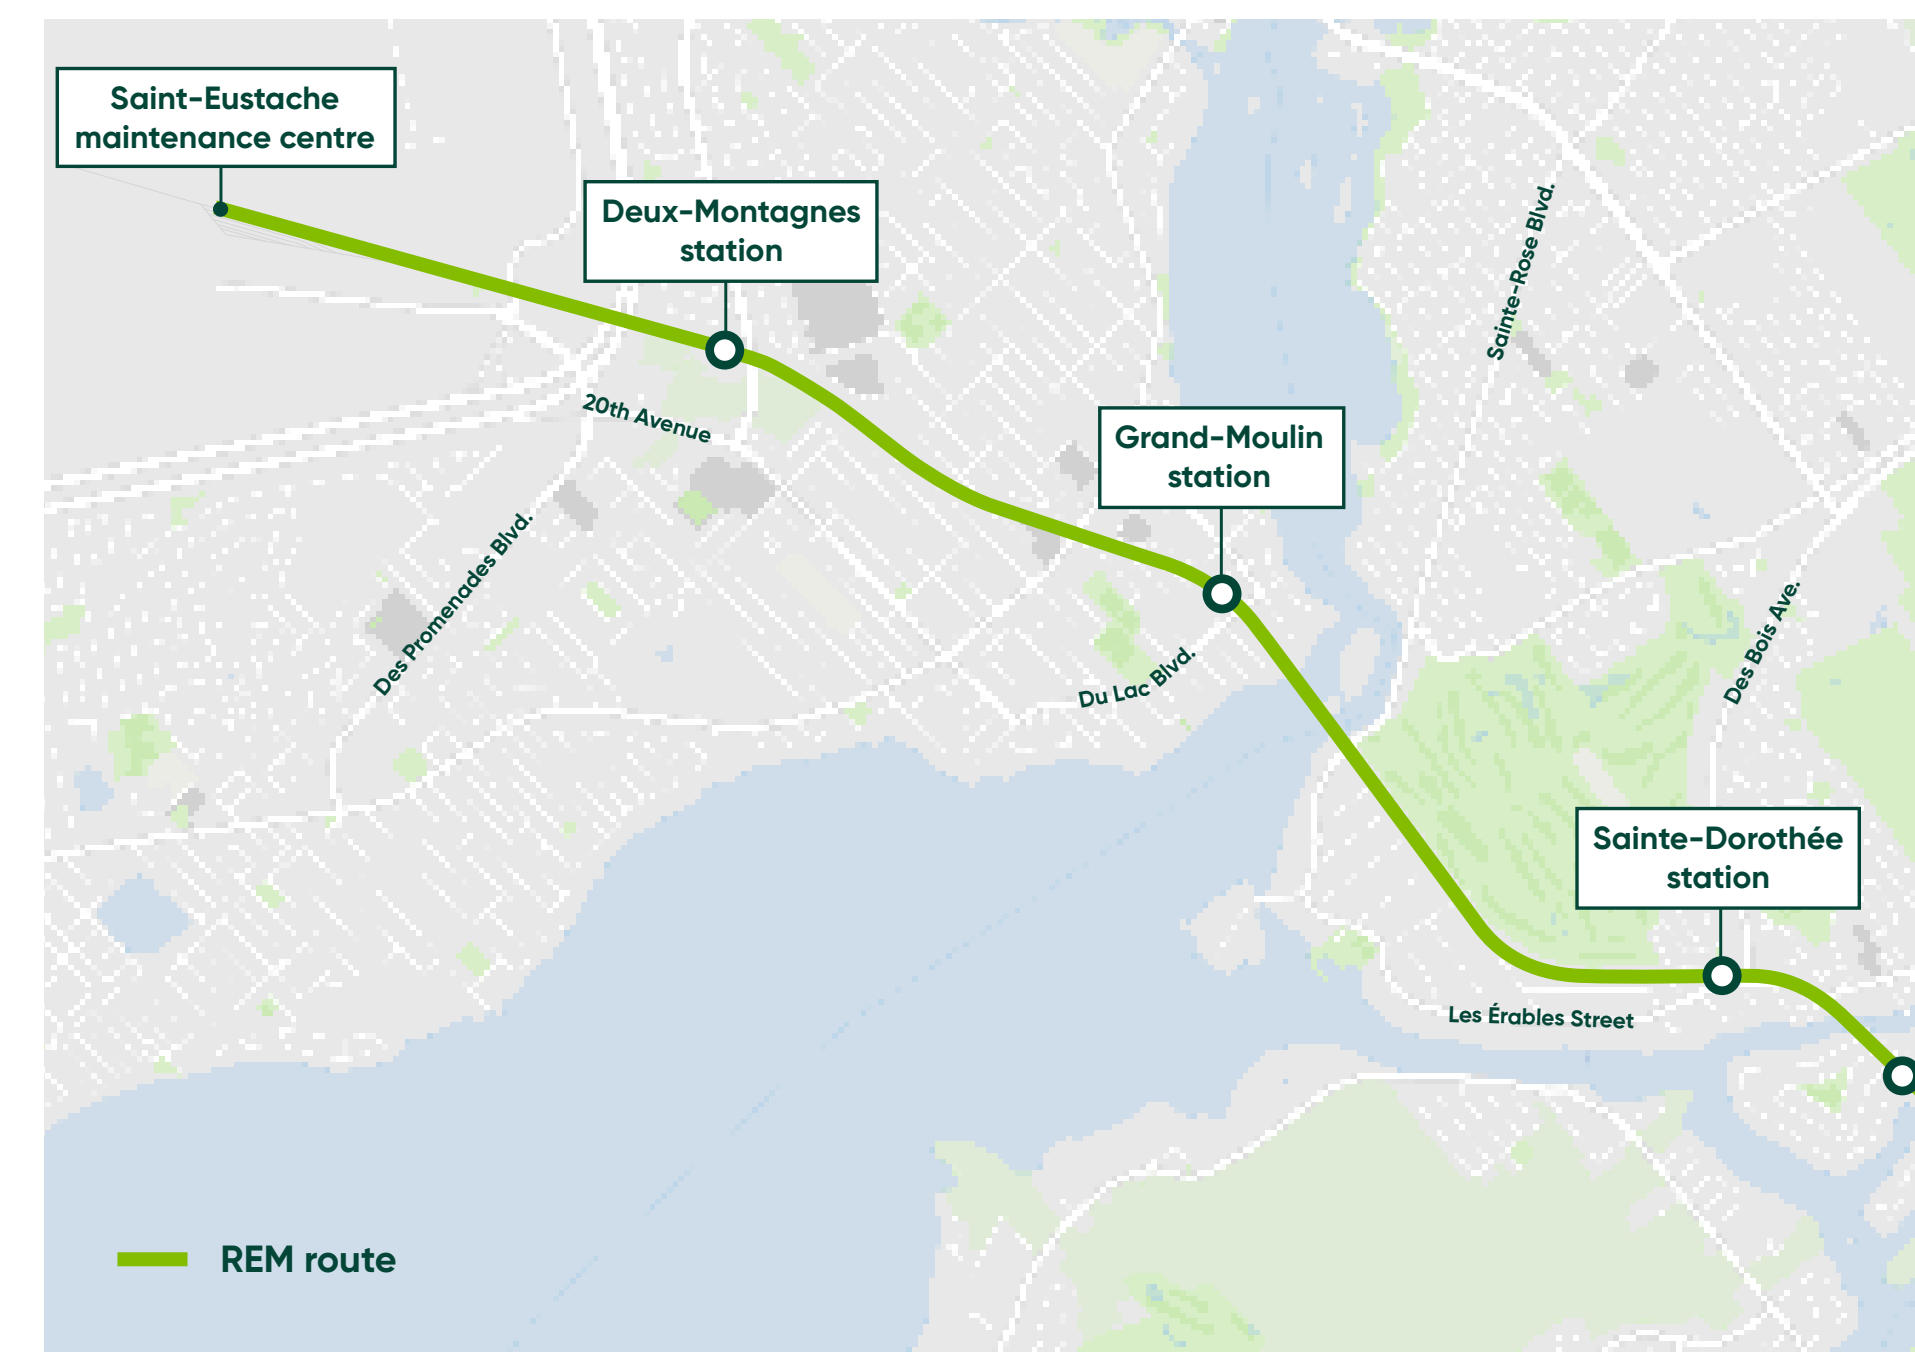 Saint-Eustache
maintenance centre
Deux-Montagnes
station
Sainte-Rose Blvd.
20th Avenue
Grand-Moulin
station
Des Promenades Blvd.
Des Bois Ave.
Du Lac Blvd.
Sainte-Dorothée
station
Les Érables Street
REM route